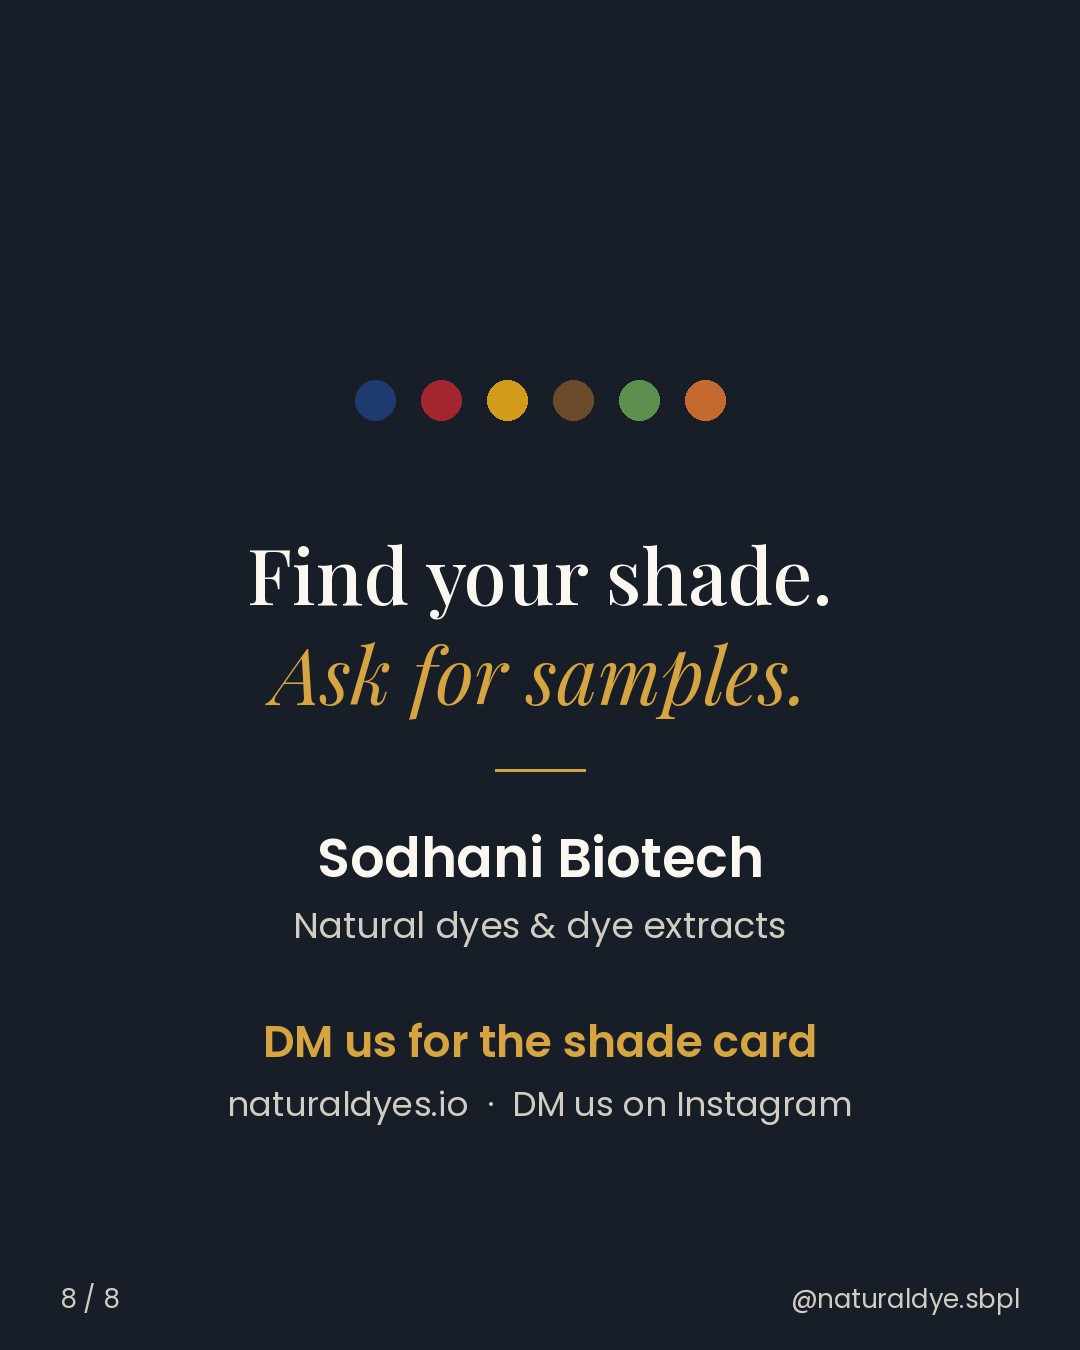 Find your shade.
Ask for samples.
Sodhani Biotech
Natural dyes & dye extracts
DM us for the shade card
naturaldyes.io · DM us on Instagram
8 / 8
@naturaldye.sbpl